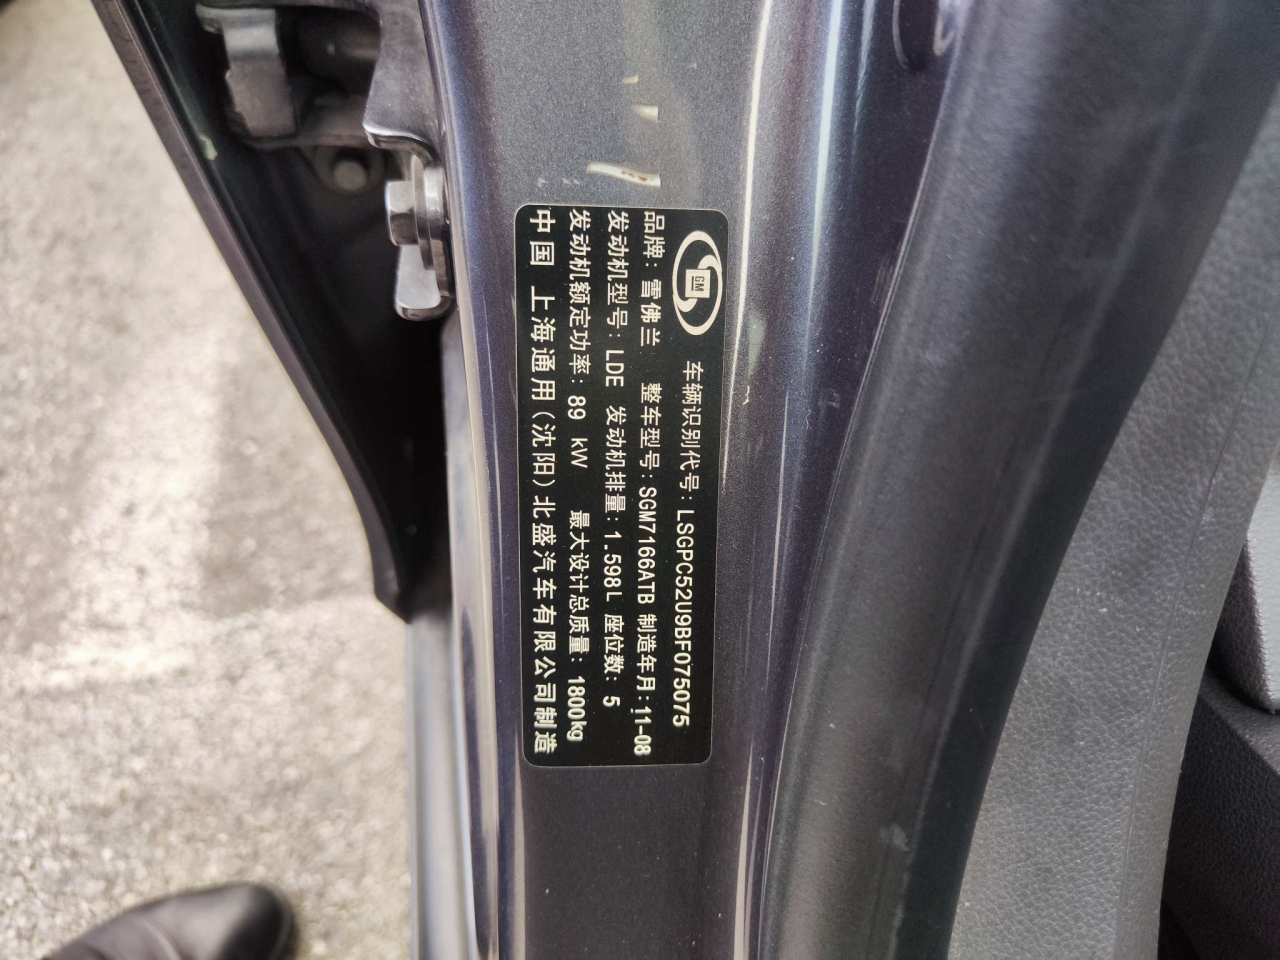 GM
车辆识别代号:LSGPC52U9BF075075
品牌:雪佛兰 整车型号:SGM7166ATB 制造年月:11-08
发动机型号:LDE 发动机排量:1.598L 座位数:5
发动机额定功率:89 kW 最大设计总质量:1800kg
中国 上海通用(沈阳)北盛汽车有限公司制造